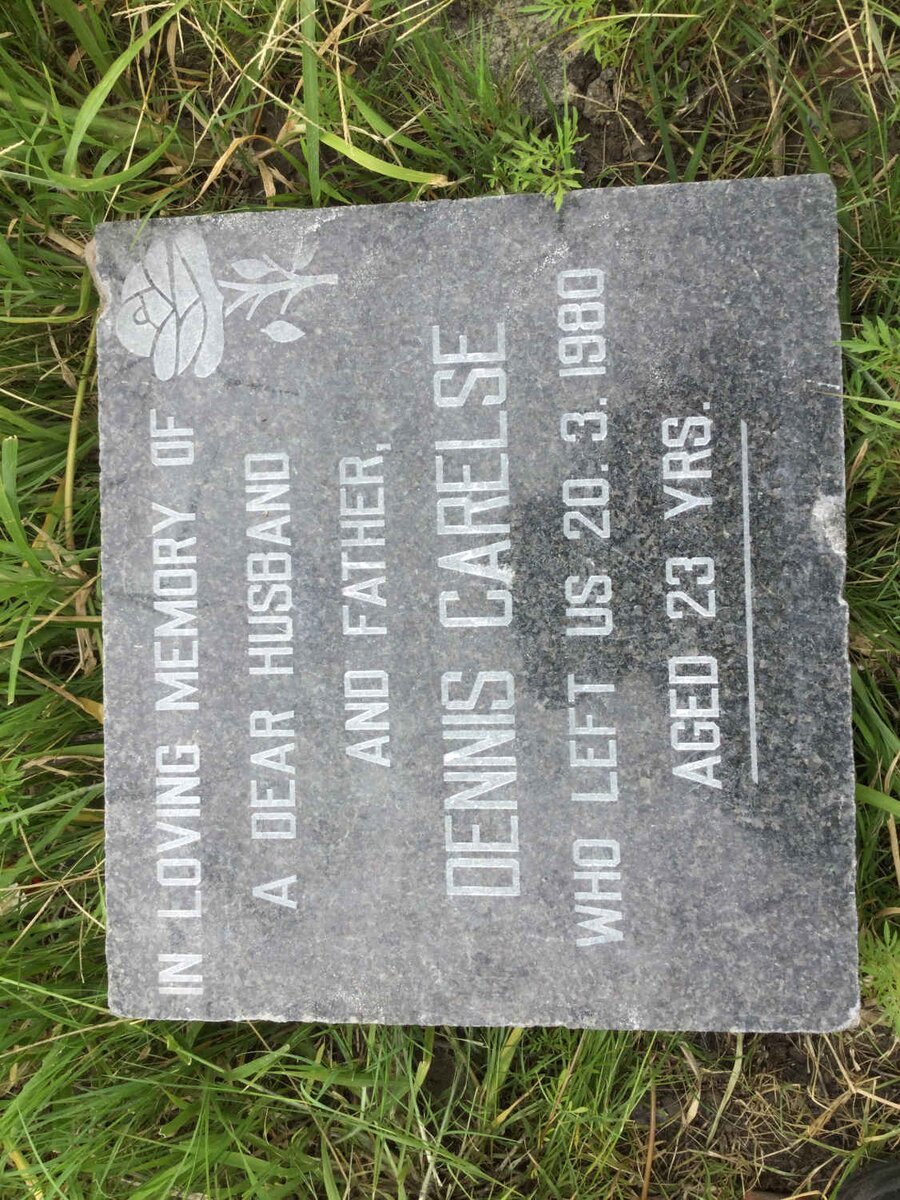 IN LOVING MEMORY OF
A DEAR HUSBAND
AND FATHER,
DENNIS CARELSE
WHO LEFT US 20. 3. 1980
AGED 23 YRS.